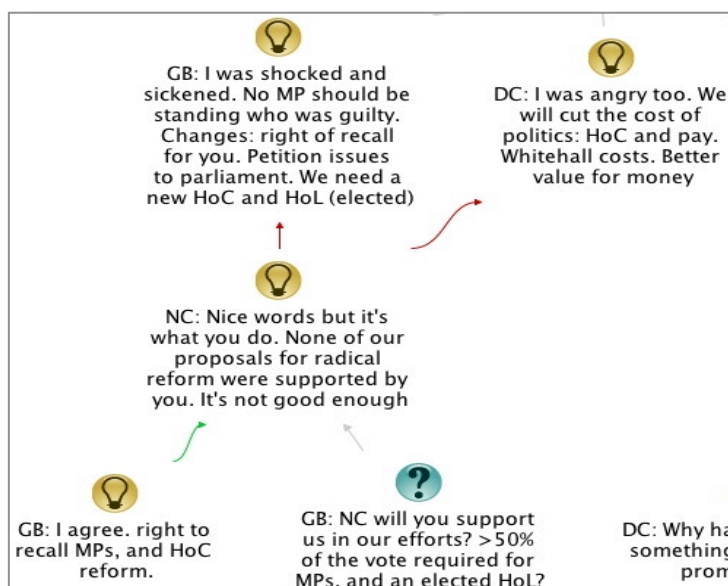 GB: I was shocked and
sickened. No MP should be
standing who was guilty.
Changes: right of recall
for you. Petition issues
to parliament. We need a
new HoC and HoL (elected)
DC: I was angry too. We
will cut the cost of
politics: HoC and pay.
Whitehall costs. Better
value for money
NC: Nice words but it's
what you do. None of our
proposals for radical
reform were supported by
you. It's not good enough
GB: I agree. right to
recall MPs, and HoC
reform.
?
GB: NC will you support
us in our efforts? >50%
of the vote required for
MPs, and an elected HoL?
DC: Why ha
something
prom